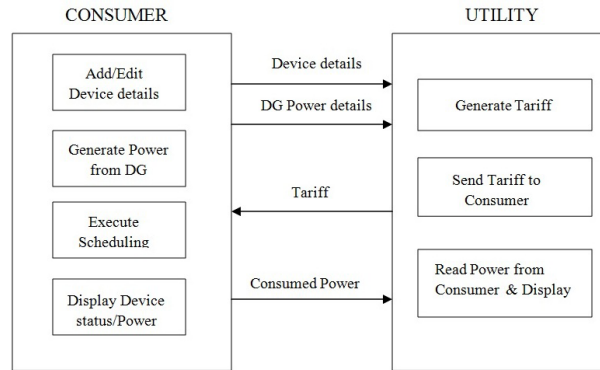 CONSUMER
UTILITY
Add/Edit
Device details
Generate Power
from DG
Execute
Scheduling
Display Device
status/Power
Device details
DG Power details
Tariff
Consumed Power
Generate Tariff
Send Tariff to
Consumer
Read Power from
Consumer & Display